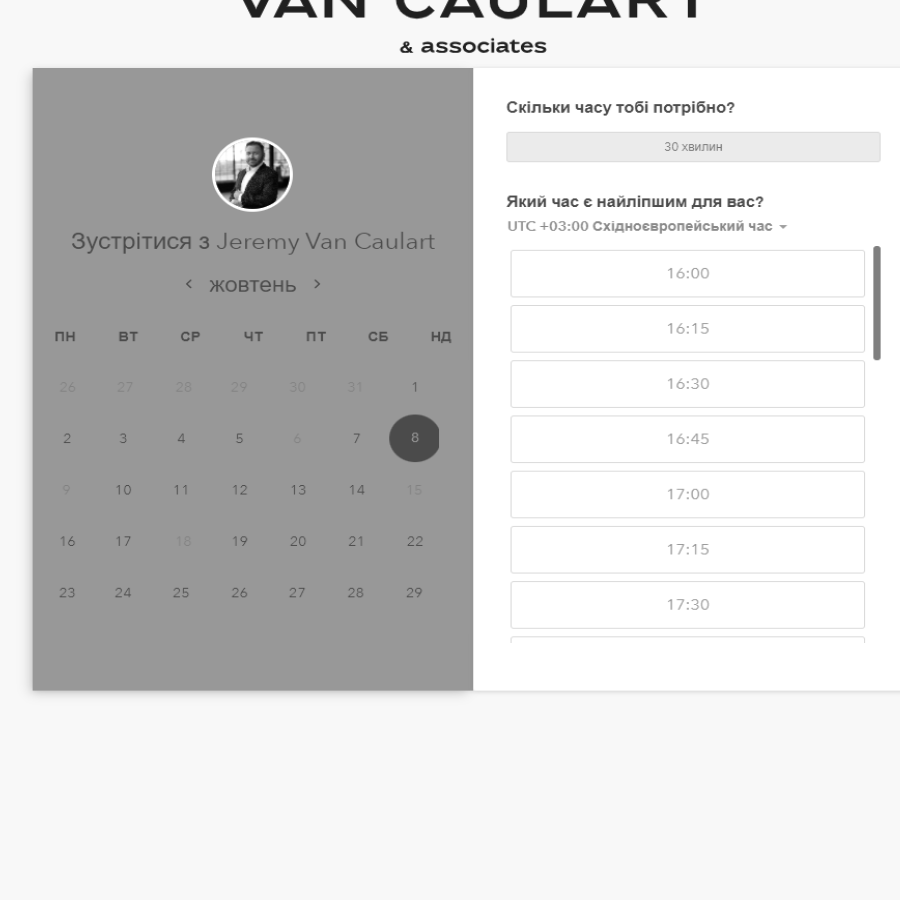 VAN CAULART
& associates
Зустрітися з Jeremy Van Caulart
жовтень
ПН ВТ СР ЧТ ПТ СБ НД
26 27 28 29 30 31 1
2 3 4 5 6 7 8
9 10 11 12 13 14 15
16 17 18 19 20 21 22
23 24 25 26 27 28 29
Скільки часу тобі потрібно?
30 хвилин
Який час є найліпшим для вас?
UTC +03:00 Східноєвропейський час
16:00
16:15
16:30
16:45
17:00
17:15
17:30